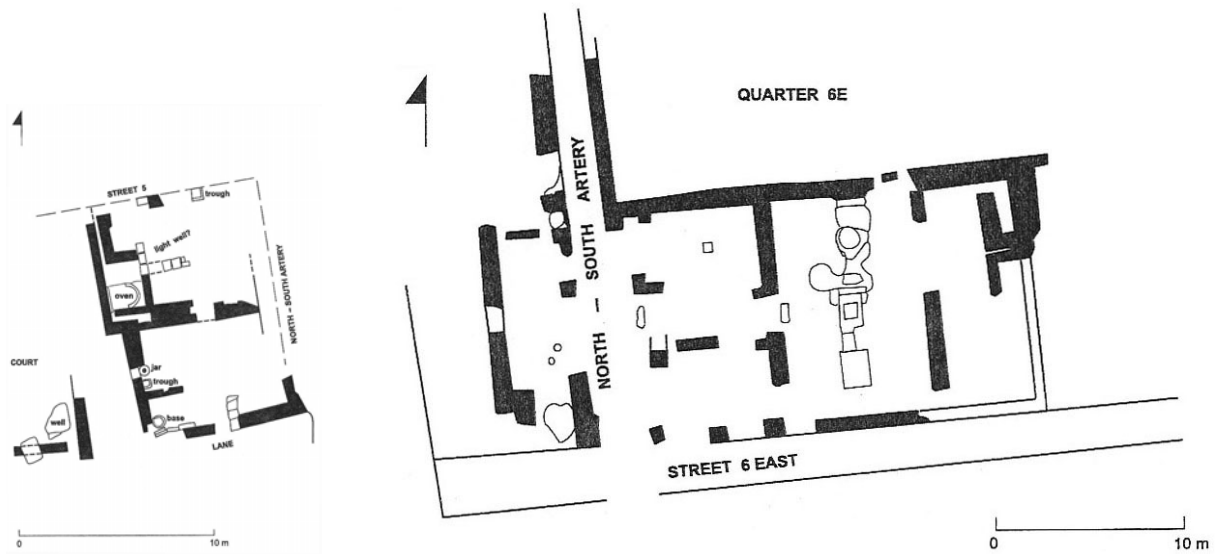 STREET 5
trough
light well?
oven
NORTH – SOUTH ARTERY
COURT
jar
trough
well
base
LANE
0 10 m
QUARTER 6E
NORTH – SOUTH ARTERY
STREET 6 EAST
0 10 m